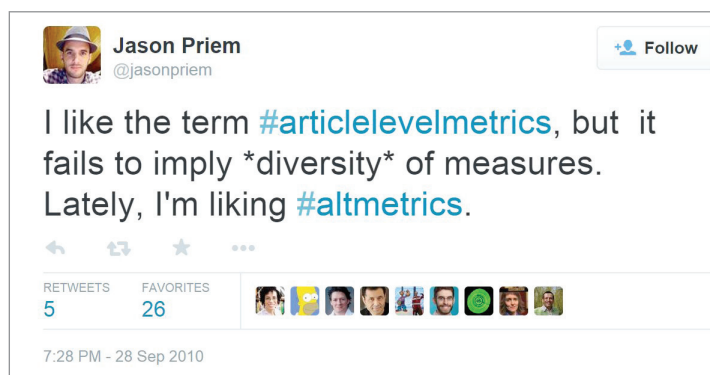 Jason Priem
@jasonpriem
Follow
I like the term #articlelevelmetrics, but  it
fails to imply *diversity* of measures.
Lately, I'm liking #altmetrics.
RETWEETS
5
FAVORITES
26
7:28 PM - 28 Sep 2010